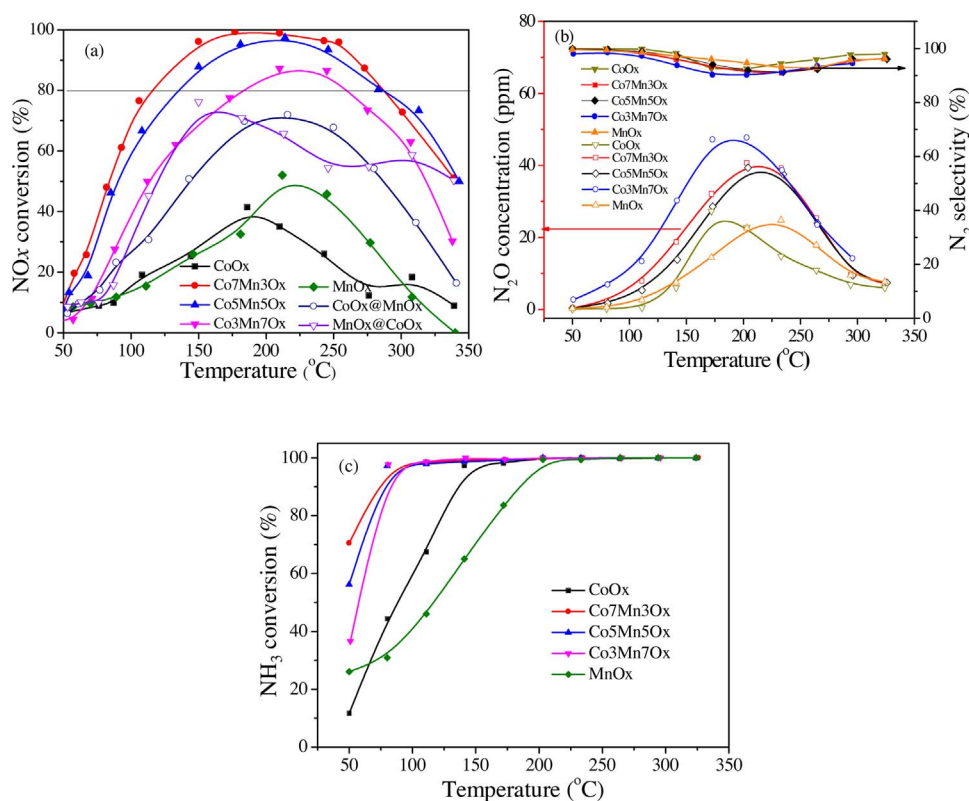 (a)
NOx conversion (%)
100
80
60
40
20
0
50
100
150
200
250
300
350
Temperature (°C)
CoOx
Co7Mn3Ox
Co5Mn5Ox
Co3Mn7Ox
MnOx
CoOx@MnOx
MnOx@CoOx
(b)
N2O concentration (ppm)
80
60
40
20
0
N2 selectivity (%)
100
80
60
40
20
0
50
100
150
200
250
300
350
Temperature (°C)
CoOx
Co7Mn3Ox
Co5Mn5Ox
Co3Mn7Ox
MnOx
CoOx
Co7Mn3Ox
Co5Mn5Ox
Co3Mn7Ox
MnOx
(c)
NH3 conversion (%)
100
80
60
40
20
0
50
100
150
200
250
300
350
Temperature (°C)
CoOx
Co7Mn3Ox
Co5Mn5Ox
Co3Mn7Ox
MnOx